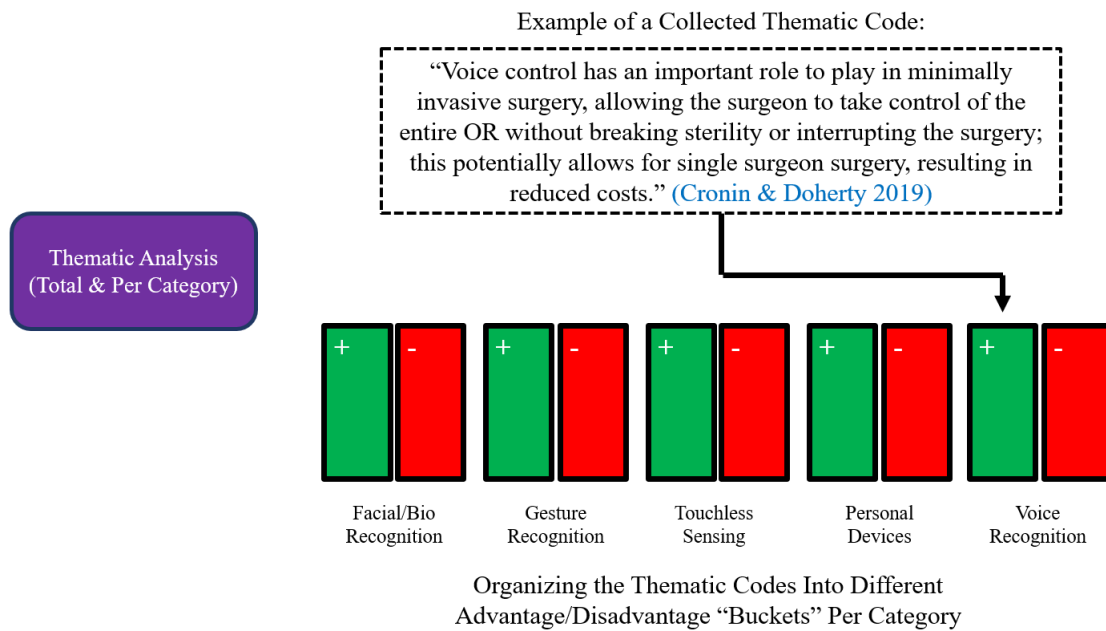 Example of a Collected Thematic Code:
“Voice control has an important role to play in minimally
invasive surgery, allowing the surgeon to take control of the
entire OR without breaking sterility or interrupting the surgery;
this potentially allows for single surgeon surgery, resulting in
reduced costs.” (Cronin & Doherty 2019)
Thematic Analysis
(Total & Per Category)
+ - + - + - + - + -
Facial/Bio
Recognition
Gesture
Recognition
Touchless
Sensing
Personal
Devices
Voice
Recognition
Organizing the Thematic Codes Into Different
Advantage/Disadvantage “Buckets” Per Category